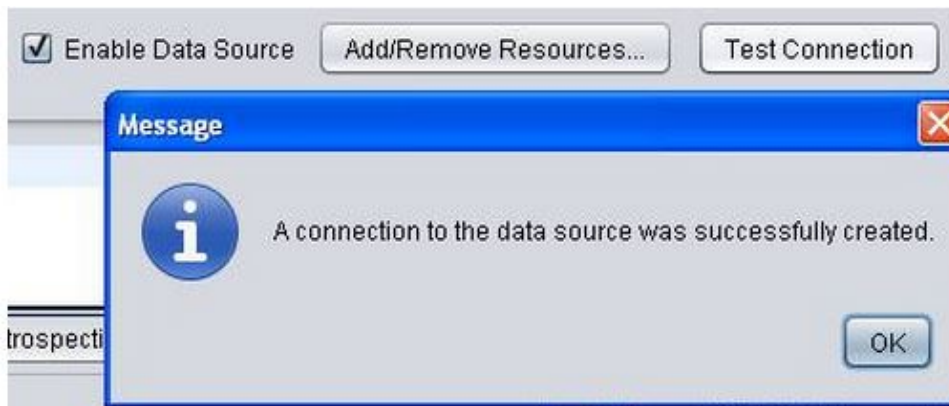 Enable Data Source Add/Remove Resources... Test Connection
Message
A connection to the data source was successfully created.
trospecti
OK